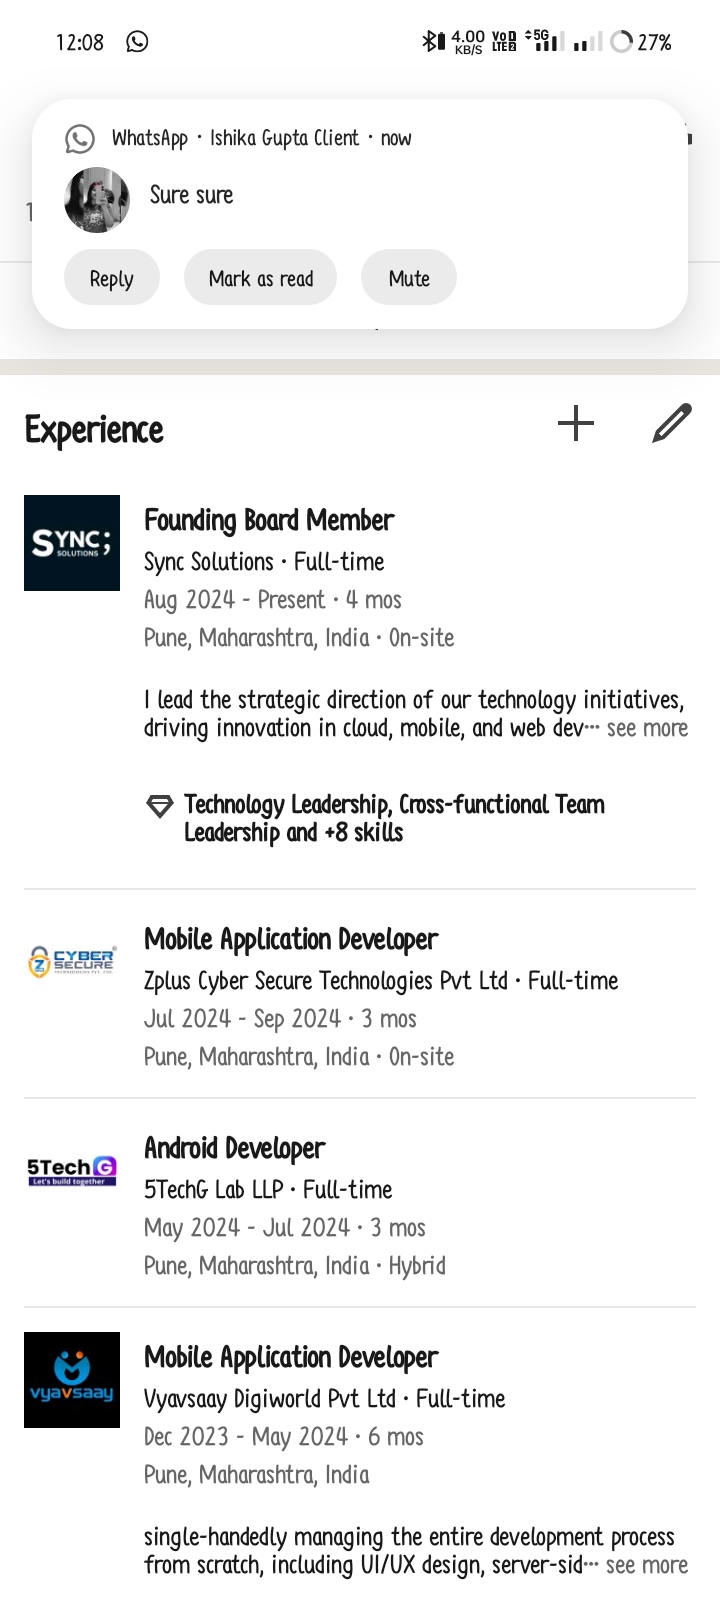 12:08
4.00 KB/S
VoD LTE2
5G
27%
WhatsApp · Ishika Gupta Client · now
Sure sure
Reply
Mark as read
Mute
Experience
SYNC;
SOLUTIONS
Founding Board Member
Sync Solutions · Full-time
Aug 2024 - Present · 4 mos
Pune, Maharashtra, India · On-site
I lead the strategic direction of our technology initiatives,
driving innovation in cloud, mobile, and web dev··· see more
Technology Leadership, Cross-functional Team
Leadership and +8 skills
Z CYBER
SECURE
Mobile Application Developer
Zplus Cyber Secure Technologies Pvt Ltd · Full-time
Jul 2024 - Sep 2024 · 3 mos
Pune, Maharashtra, India · On-site
5Tech G
Let's build together
Android Developer
5TechG Lab LLP · Full-time
May 2024 - Jul 2024 · 3 mos
Pune, Maharashtra, India · Hybrid
vyavsaay
Mobile Application Developer
Vyavsaay Digiworld Pvt Ltd · Full-time
Dec 2023 - May 2024 · 6 mos
Pune, Maharashtra, India
single-handedly managing the entire development process
from scratch, including UI/UX design, server-sid··· see more